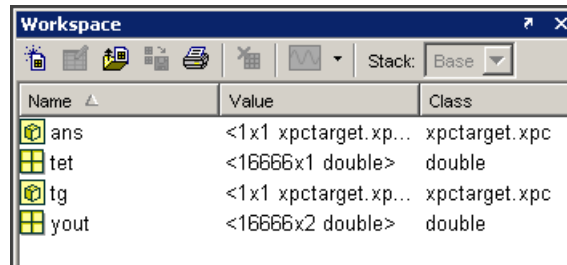 Workspace
Stack: Base
Name Value Class
ans <1x1 xpctarget.xp... xpctarget.xpc
tet <16666x1 double> double
tg <1x1 xpctarget.xp... xpctarget.xpc
yout <16666x2 double> double